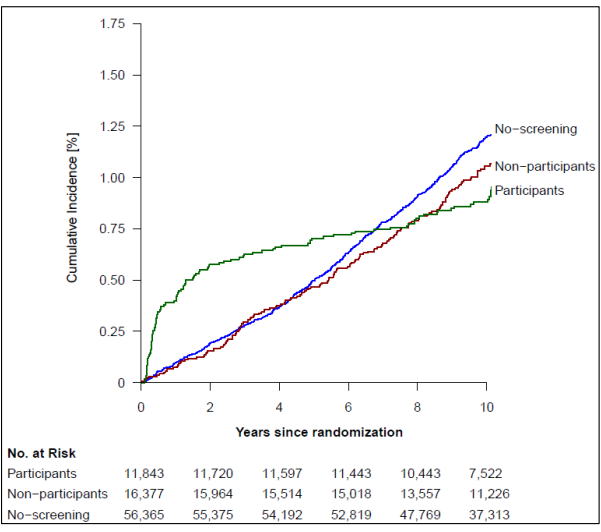 1.75
1.50
1.25
1.00
0.75
0.50
0.25
0
Cumulative Incidence [%]
No-screening
Non-participants
Participants
0 2 4 6 8 10
Years since randomization
No. at Risk
Participants 11,843 11,720 11,597 11,443 10,443 7,522
Non-participants 16,377 15,964 15,514 15,018 13,557 11,226
No-screening 56,365 55,375 54,192 52,819 47,769 37,313